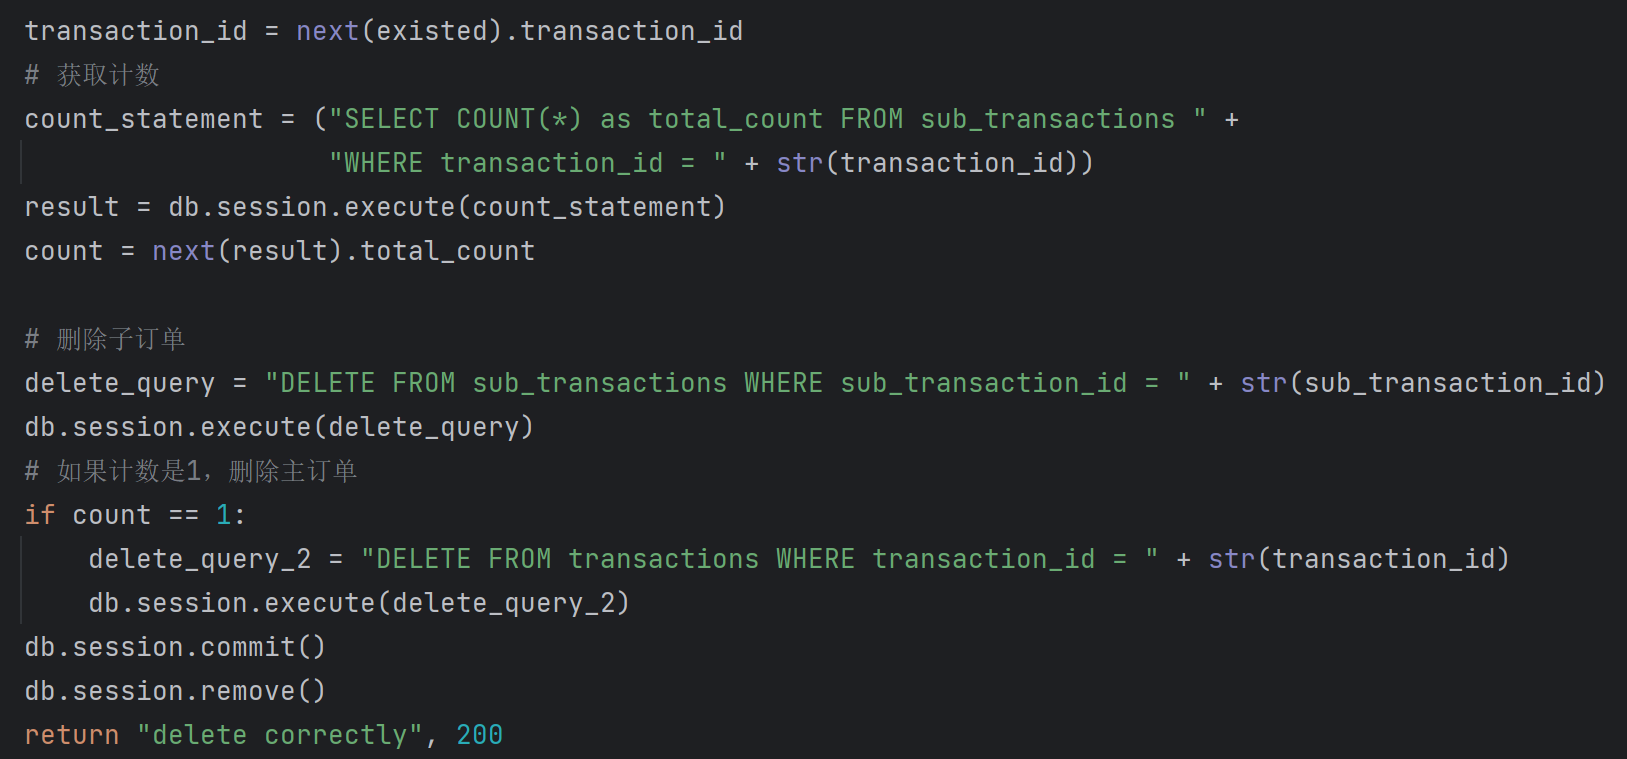 transaction_id = next(existed).transaction_id
# 获取计数
count_statement = ("SELECT COUNT(*) as total_count FROM sub_transactions " +
                   "WHERE transaction_id = " + str(transaction_id))
result = db.session.execute(count_statement)
count = next(result).total_count

# 删除子订单
delete_query = "DELETE FROM sub_transactions WHERE sub_transaction_id = " + str(sub_transaction_id)
db.session.execute(delete_query)
# 如果计数是1，删除主订单
if count == 1:
    delete_query_2 = "DELETE FROM transactions WHERE transaction_id = " + str(transaction_id)
    db.session.execute(delete_query_2)
db.session.commit()
db.session.remove()
return "delete correctly", 200